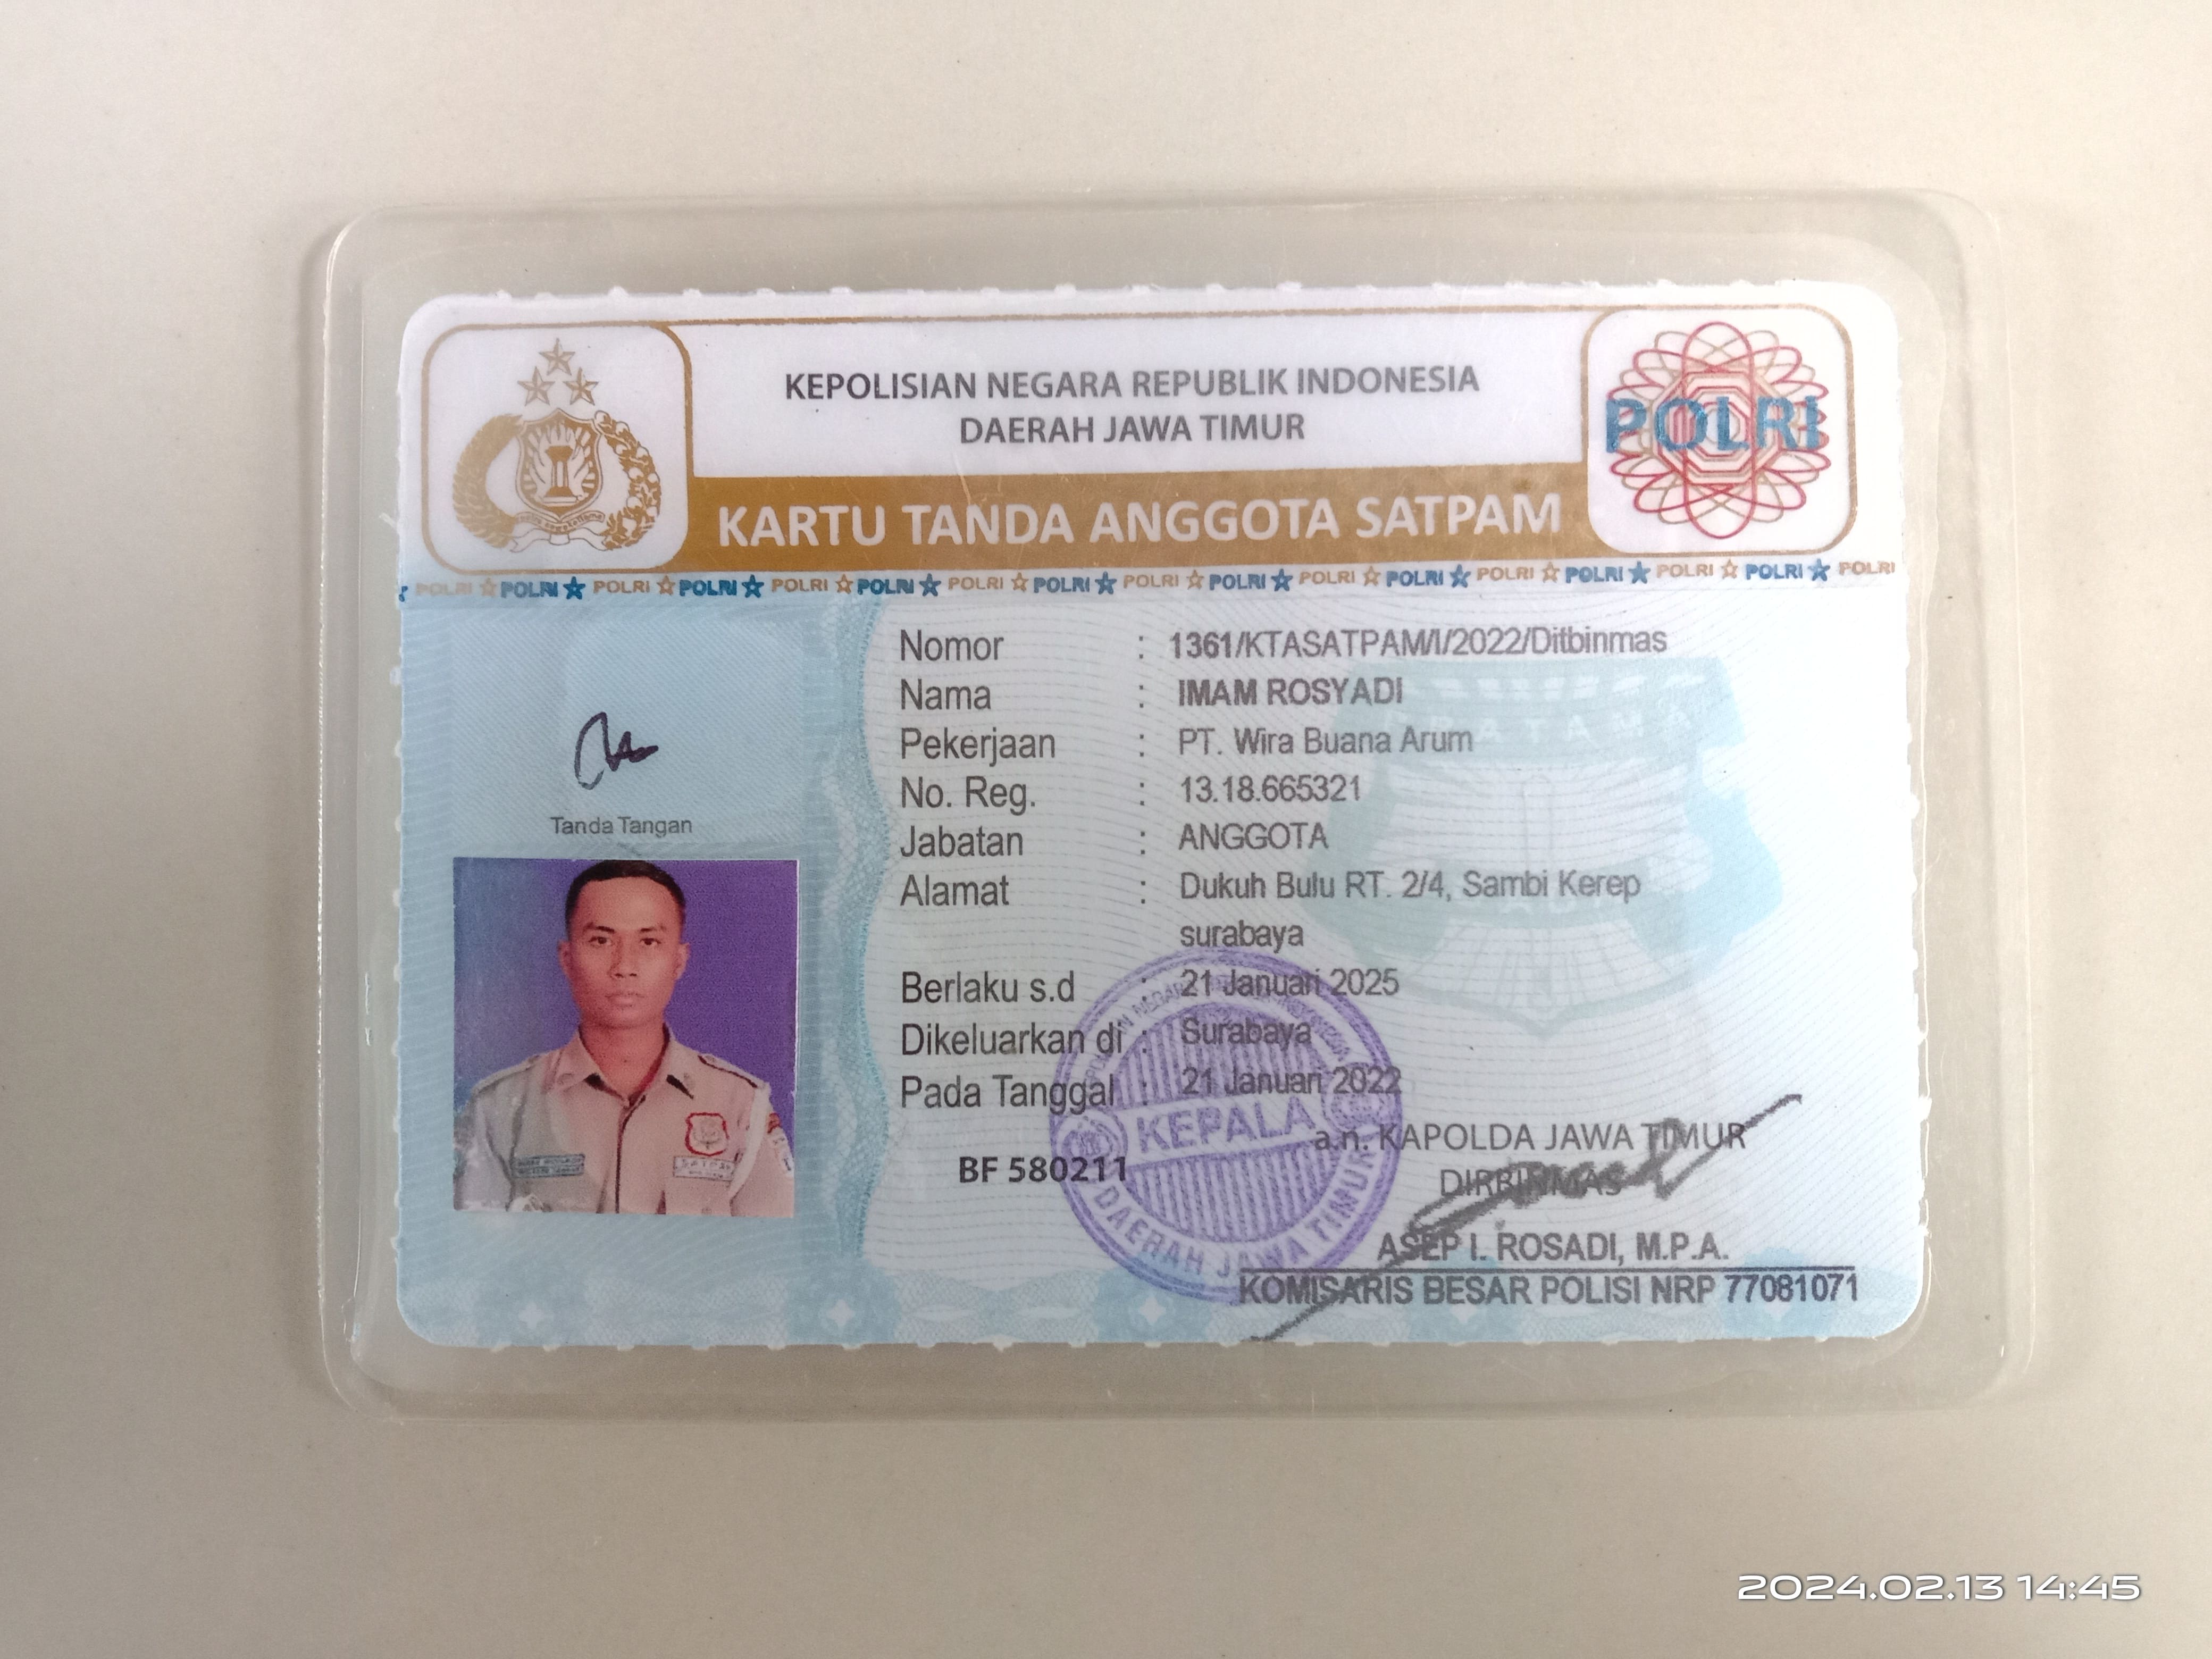 KEPOLISIAN NEGARA REPUBLIK INDONESIA
DAERAH JAWA TIMUR
POLRI
KARTU TANDA ANGGOTA SATPAM
POLRI POLRI POLRI POLRI POLRI POLRI POLRI POLRI POLRI POLRI POLRI POLRI POLRI POLRI POLRI POLRI POLRI
Nomor : 1361/KTASATPAM/I/2022/Ditbinmas
Nama : IMAM ROSYADI
Pekerjaan : PT. Wira Buana Arum
No. Reg. : 13.18.665321
Jabatan : ANGGOTA
Alamat : Dukuh Bulu RT. 2/4, Sambi Kerep
surabaya
Berlaku s.d : 21 Januari 2025
Dikeluarkan di : Surabaya
Pada Tanggal : 21 Januari 2022
Tanda Tangan
SATPAM
BF 580211
KEPALA
DAERAH JAWA TIMUR
a.n. KAPOLDA JAWA TIMUR
DIRBINMAS
ASEP I. ROSADI, M.P.A.
KOMISARIS BESAR POLISI NRP 77081071
2024.02.13 14:45